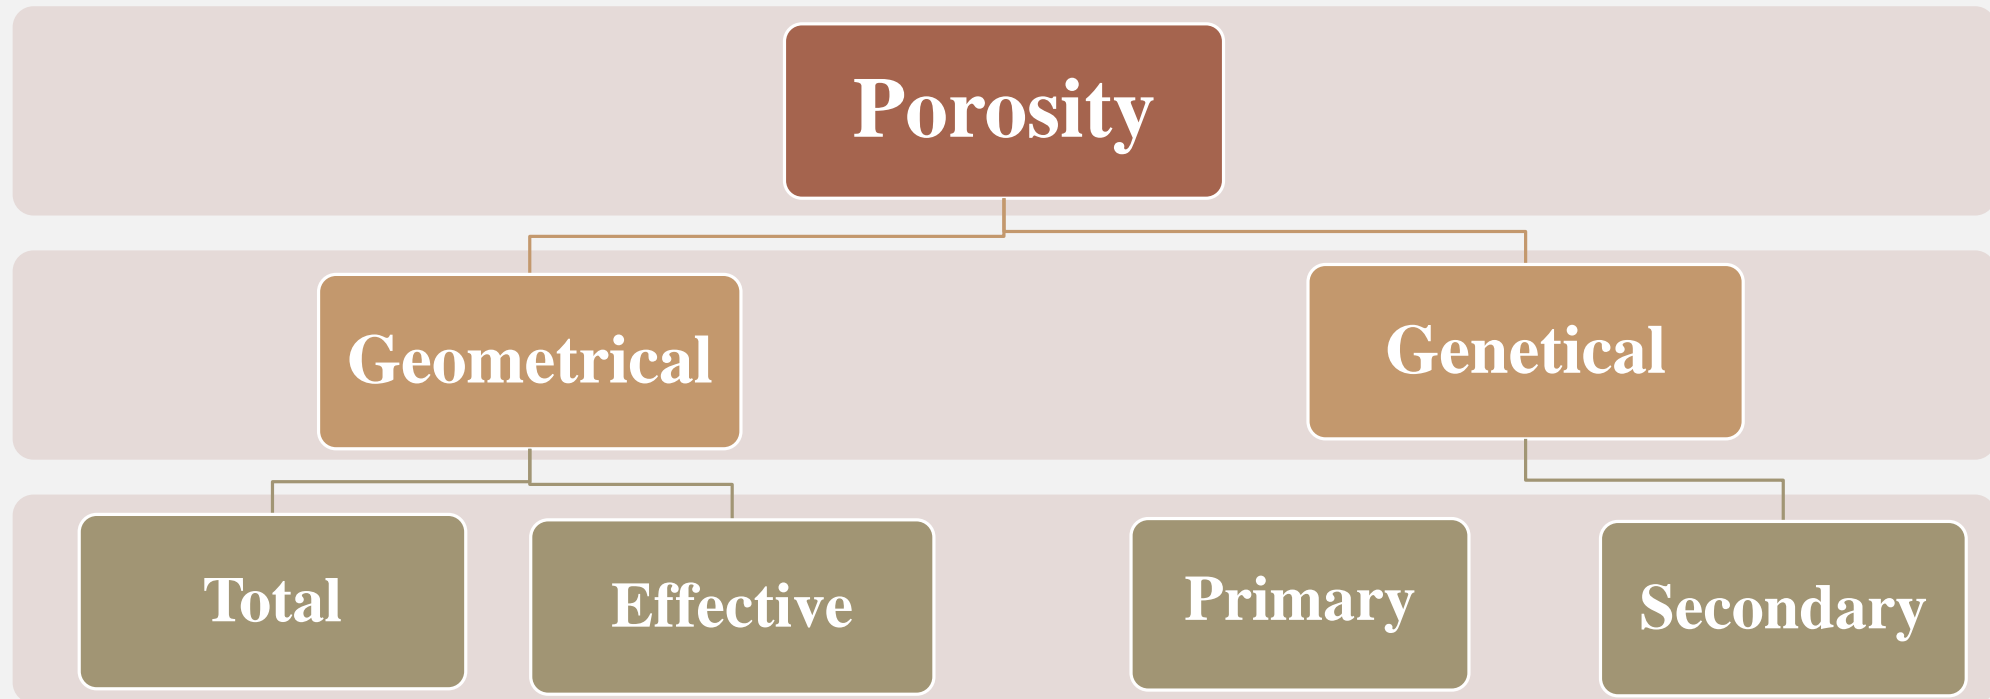 Porosity
Geometrical
Genetical
Total
Effective
Primary
Secondary